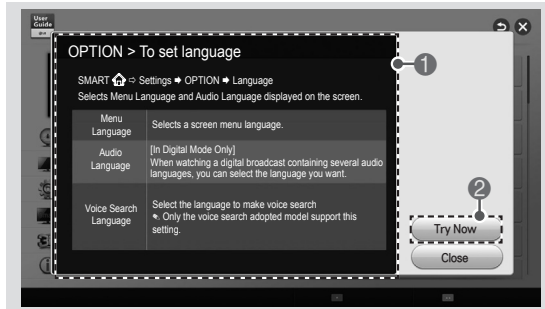 User
Guide
OPTION > To set language
1
SMART ⇨ Settings ➡ OPTION ➡ Language
Selects Menu Language and Audio Language displayed on the screen.
Menu
Language
Selects a screen menu language.
Audio
Language
[In Digital Mode Only]
When watching a digital broadcast containing several audio
languages, you can select the language you want.
Voice Search
Language
Select the language to make voice search
: Only the voice search adopted model support this
setting.
2
Try Now
Close